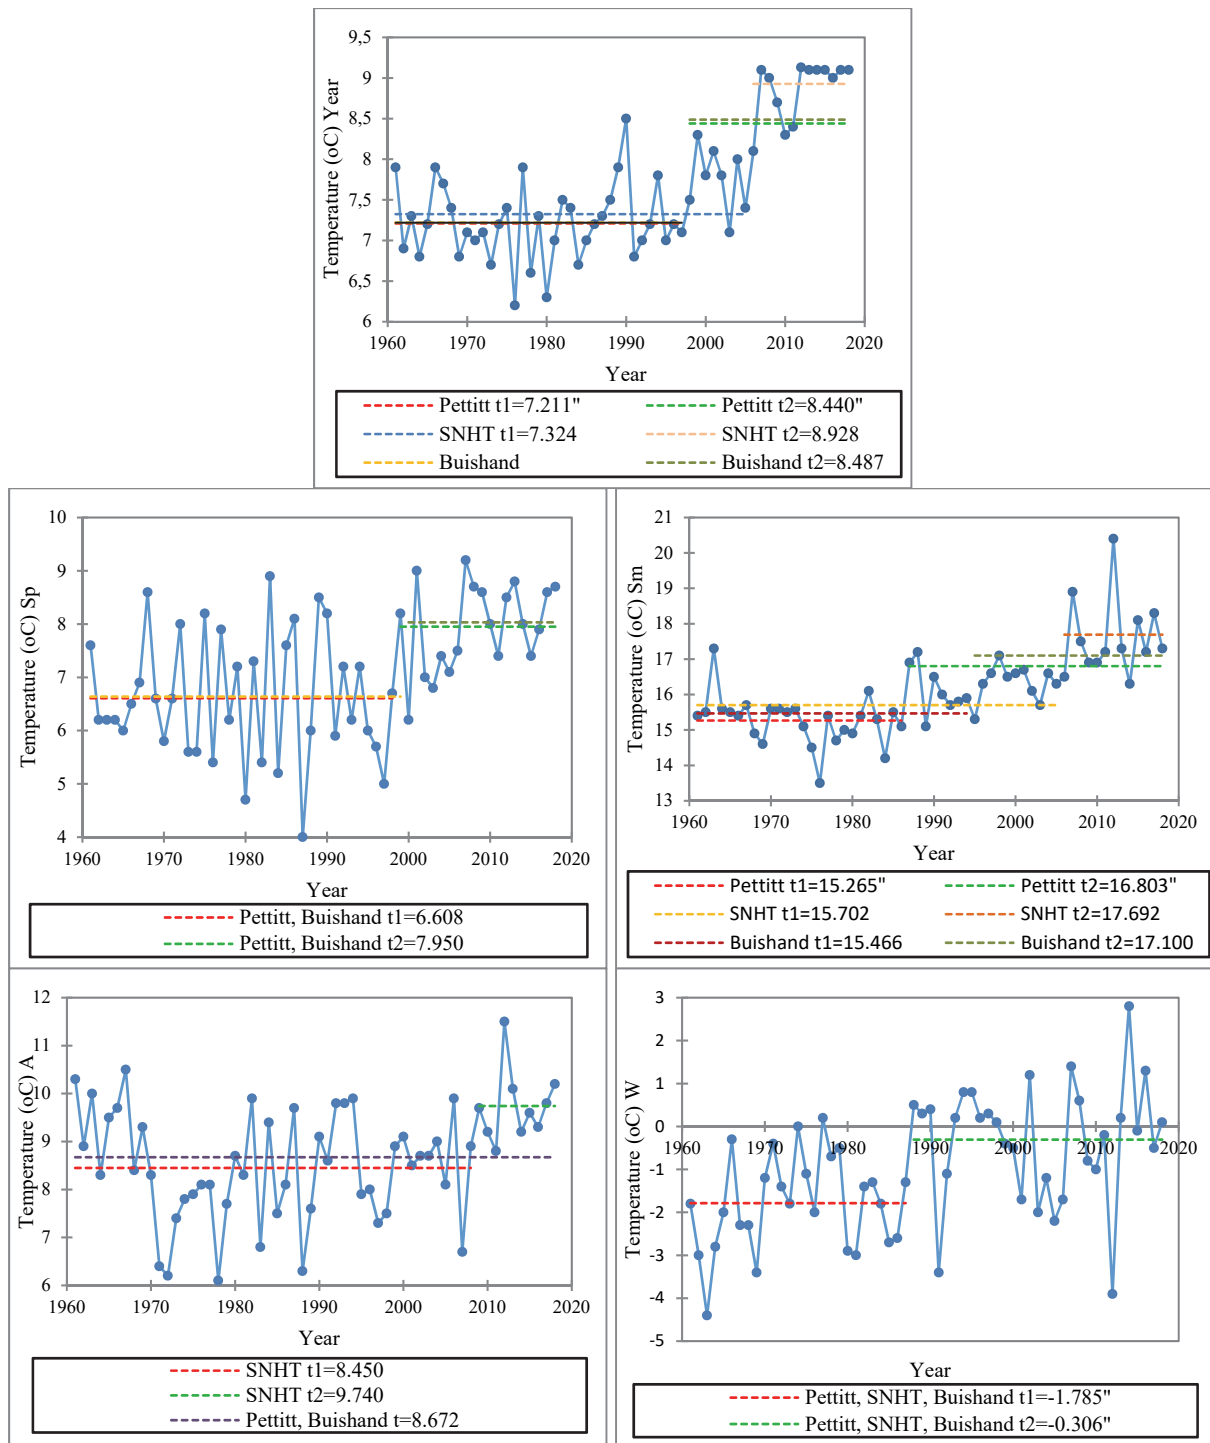 Temperature (oC) Year
9,5
9
8,5
8
7,5
7
6,5
6
1960 1970 1980 1990 2000 2010 2020
Year
Pettitt t1=7.211" Pettitt t2=8.440"
SNHT t1=7.324 SNHT t2=8.928
Buishand Buishand t2=8.487
Temperature (oC) Sp
10
9
8
7
6
5
4
1960 1970 1980 1990 2000 2010 2020
Year
Pettitt, Buishand t1=6.608
Pettitt, Buishand t2=7.950
Temperature (oC) Sm
21
20
19
18
17
16
15
14
13
1960 1970 1980 1990 2000 2010 2020
Year
Pettitt t1=15.265" Pettitt t2=16.803"
SNHT t1=15.702 SNHT t2=17.692
Buishand t1=15.466 Buishand t2=17.100
Temperature (oC) A
12
11
10
9
8
7
6
1960 1970 1980 1990 2000 2010 2020
Year
SNHT t1=8.450
SNHT t2=9.740
Pettitt, Buishand t=8.672
Temperature (oC) W
3
2
1
0
-1
-2
-3
-4
-5
1960 1970 1980 1990 2000 2010 2020
Year
Pettitt, SNHT, Buishand t1=-1.785"
Pettitt, SNHT, Buishand t2=-0.306"